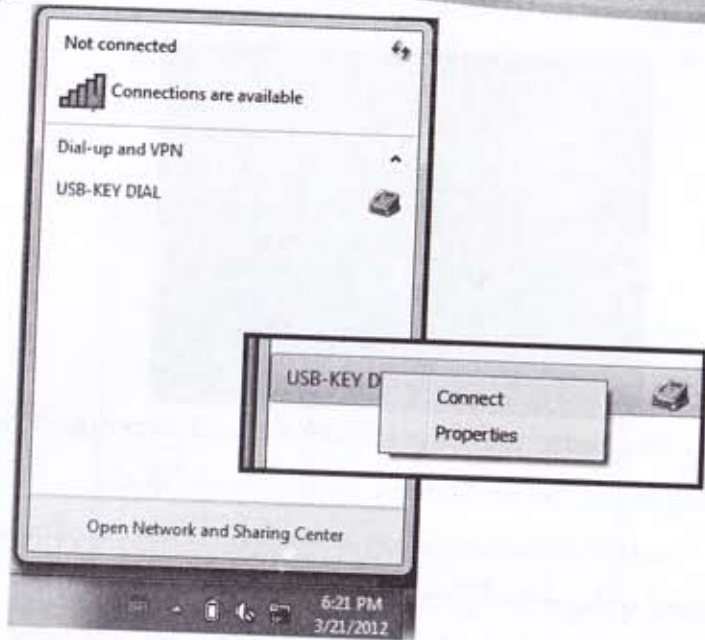 Not connected
Connections are available
Dial-up and VPN
USB-KEY DIAL
USB-KEY D
Connect
Properties
Open Network and Sharing Center
6:21 PM
3/21/2012